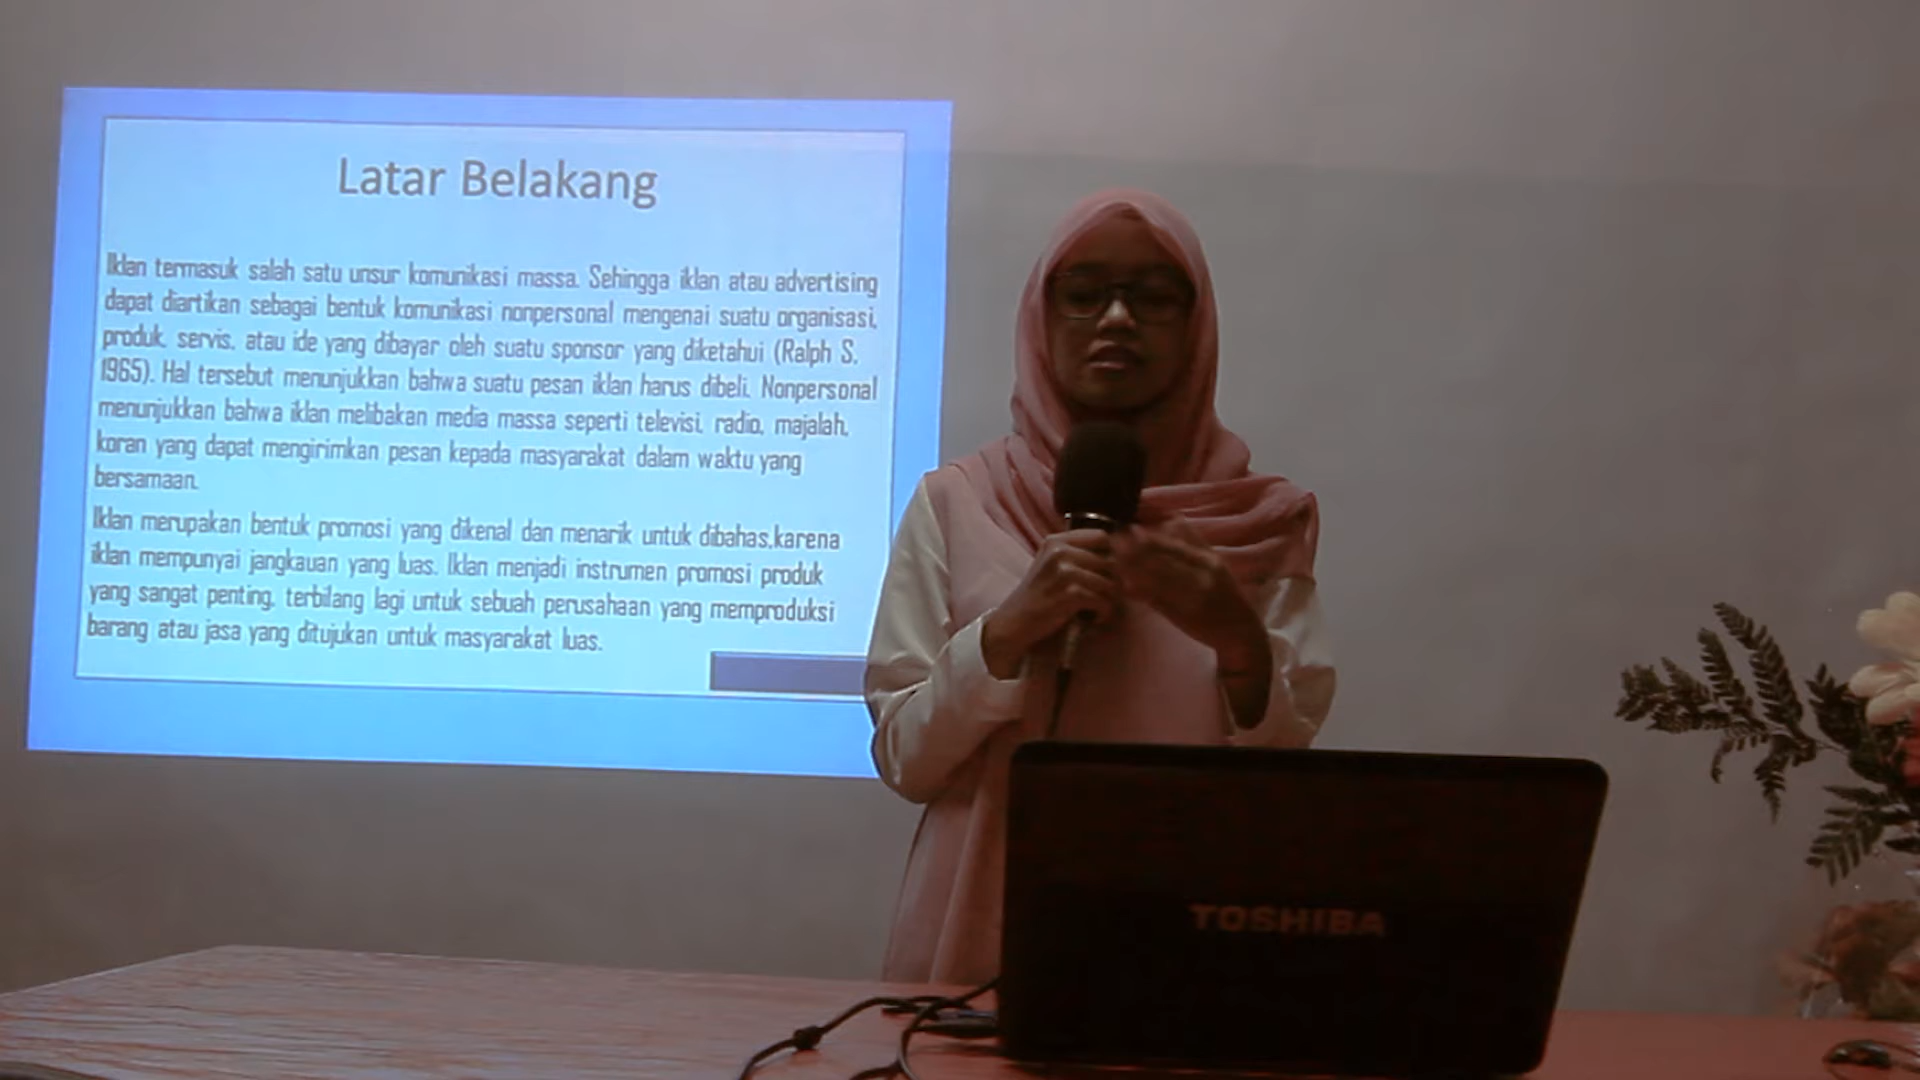 Latar Belakang
Iklan termasuk salah satu unsur komunikasi massa. Sehingga iklan atau advertising
dapat diartikan sebagai bentuk komunikasi nonpersonal mengenai suatu organisasi,
produk, servis, atau ide yang dibayar oleh suatu sponsor yang diketahui (Ralph S.
1965). Hal tersebut menunjukkan bahwa suatu pesan iklan harus dibeli. Nonpersonal
menunjukkan bahwa iklan melibakan media massa seperti televisi, radio, majalah,
koran yang dapat mengirimkan pesan kepada masyarakat dalam waktu yang
bersamaan.
Iklan merupakan bentuk promosi yang dikenal dan menarik untuk dibahas,karena
iklan mempunyai jangkauan yang luas. Iklan menjadi instrumen promosi produk
yang sangat penting, terbilang lagi untuk sebuah perusahaan yang memproduksi
barang atau jasa yang ditujukan untuk masyarakat luas.
TOSHIBA